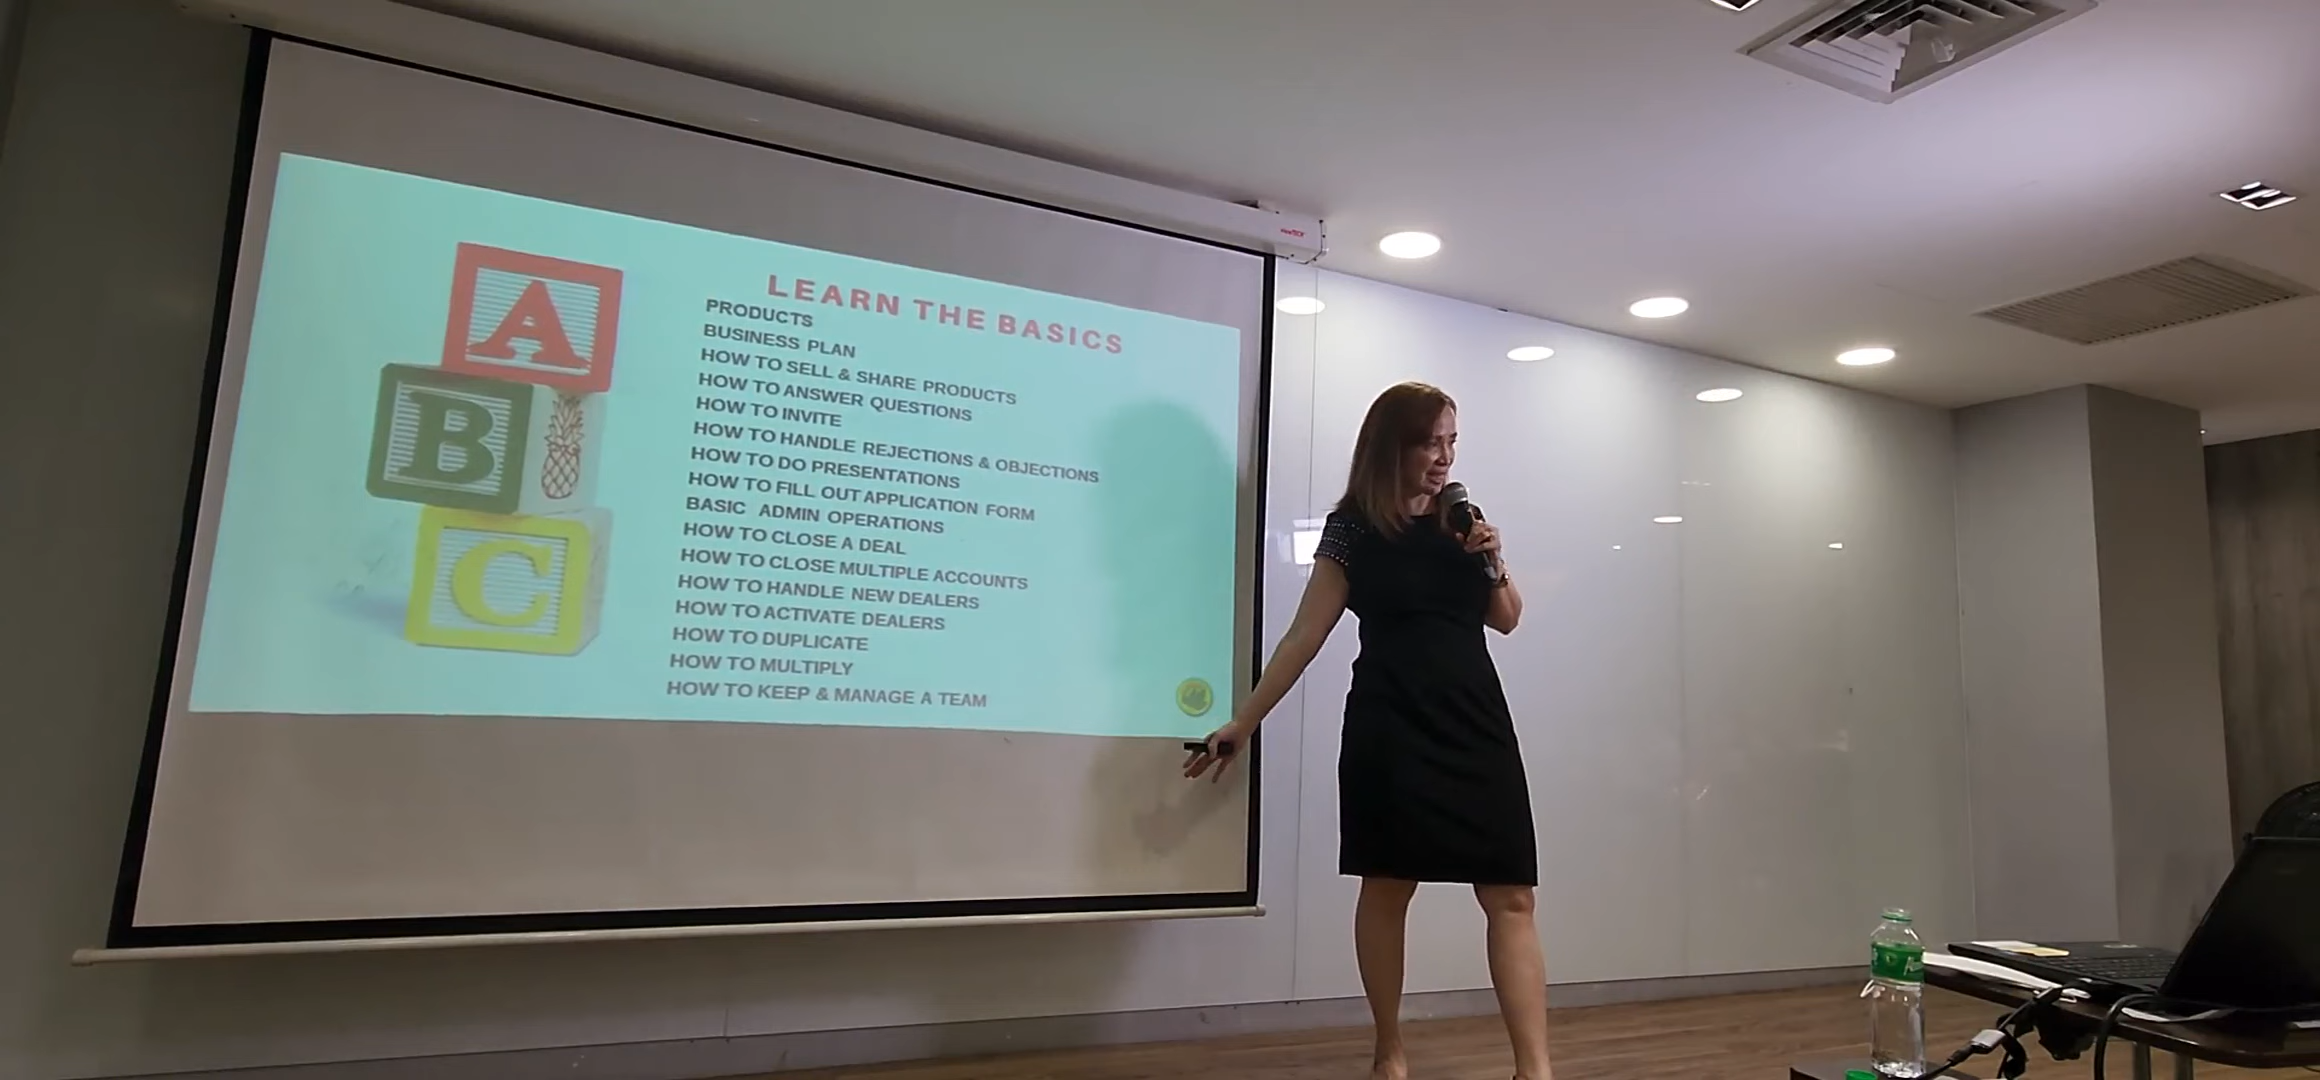 LEARN THE BASICS
PRODUCTS
BUSINESS PLAN
HOW TO SELL & SHARE PRODUCTS
HOW TO ANSWER QUESTIONS
HOW TO INVITE
HOW TO HANDLE REJECTIONS & OBJECTIONS
HOW TO DO PRESENTATIONS
HOW TO FILL OUT APPLICATION FORM
BASIC ADMIN OPERATIONS
HOW TO CLOSE A DEAL
HOW TO CLOSE MULTIPLE ACCOUNTS
HOW TO HANDLE NEW DEALERS
HOW TO ACTIVATE DEALERS
HOW TO DUPLICATE
HOW TO MULTIPLY
HOW TO KEEP & MANAGE A TEAM
A
B
C